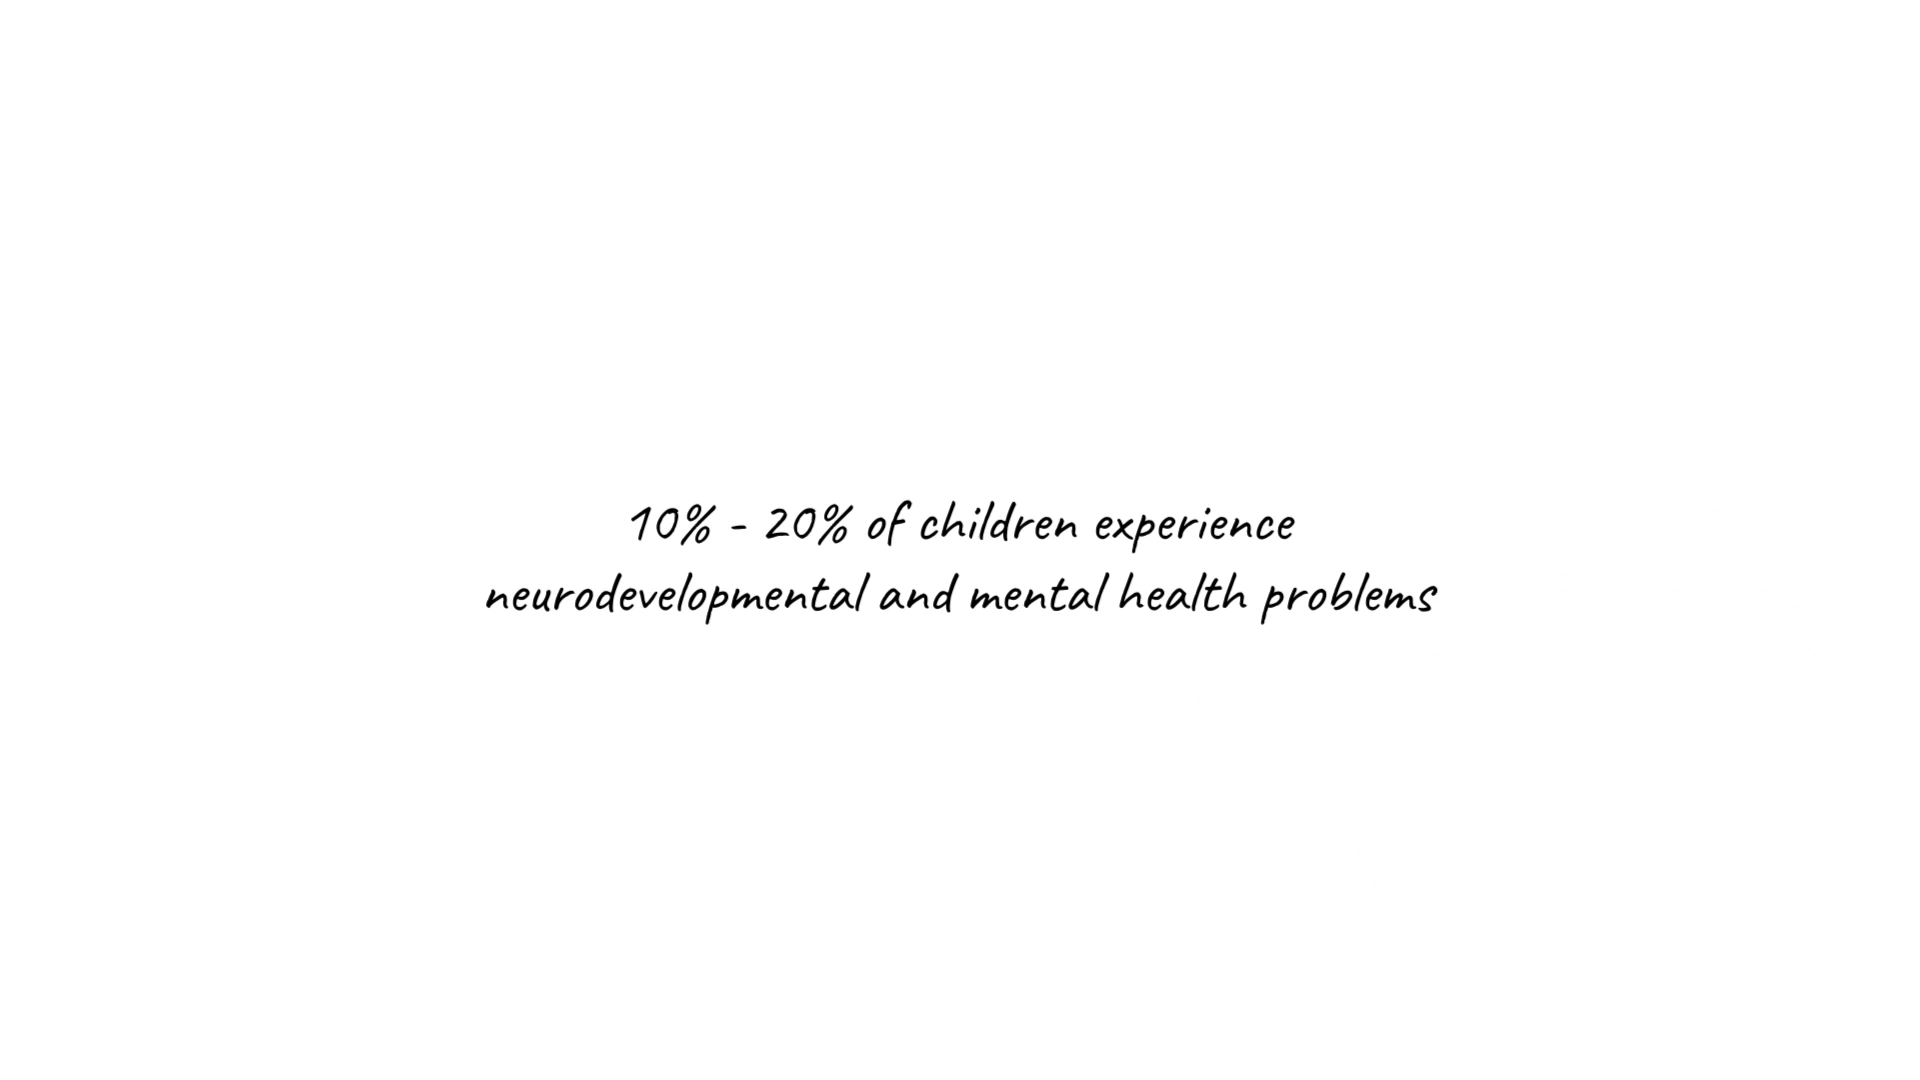 10% - 20% of children experience
neurodevelopmental and mental health problems